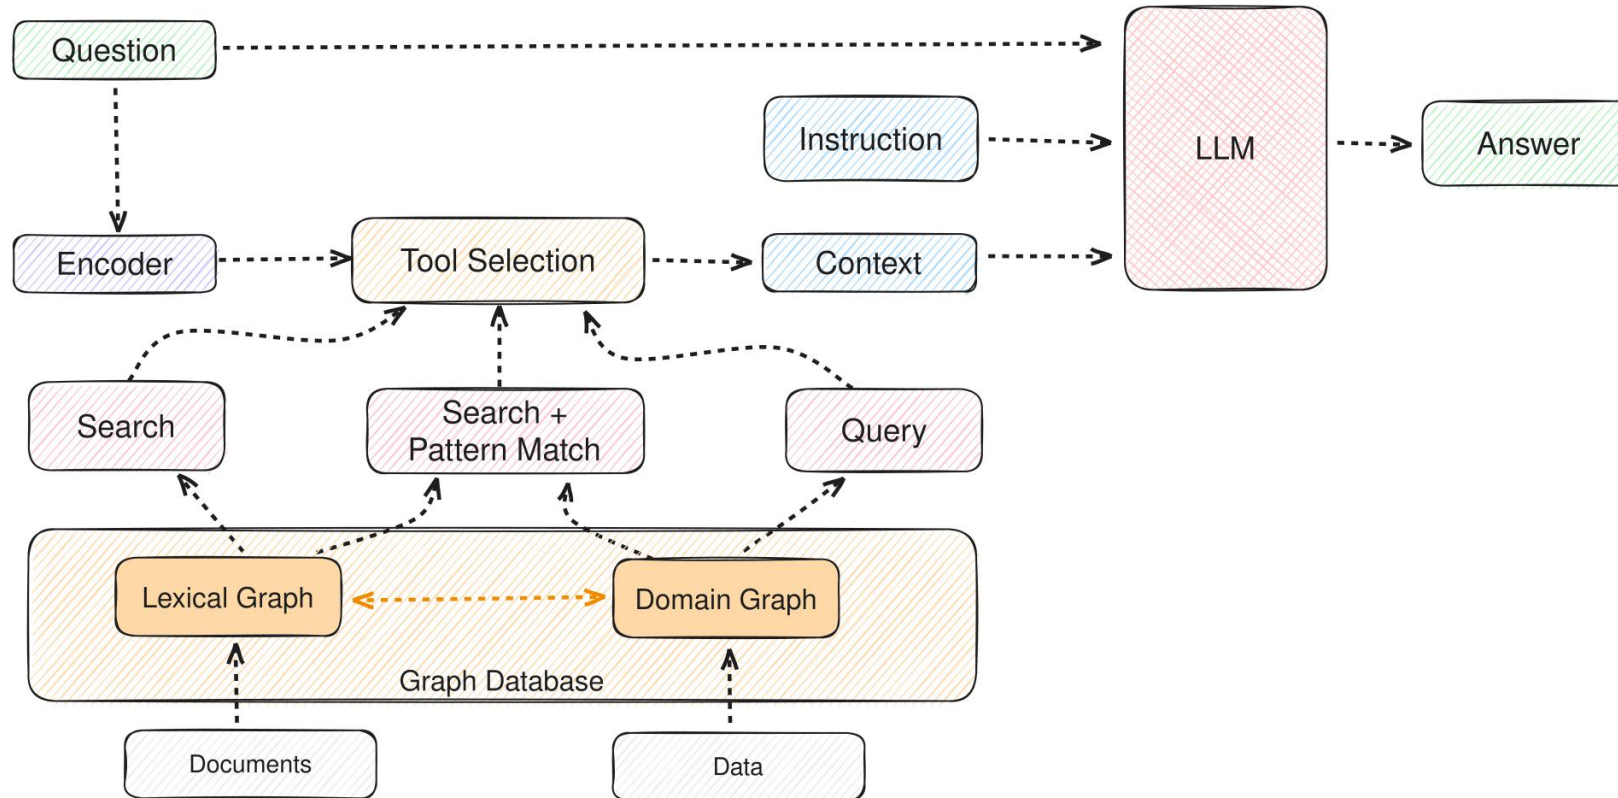 Question
Instruction
LLM
Answer
Encoder
Tool Selection
Context
Search
Search +
Pattern Match
Query
Lexical Graph
Domain Graph
Graph Database
Documents
Data